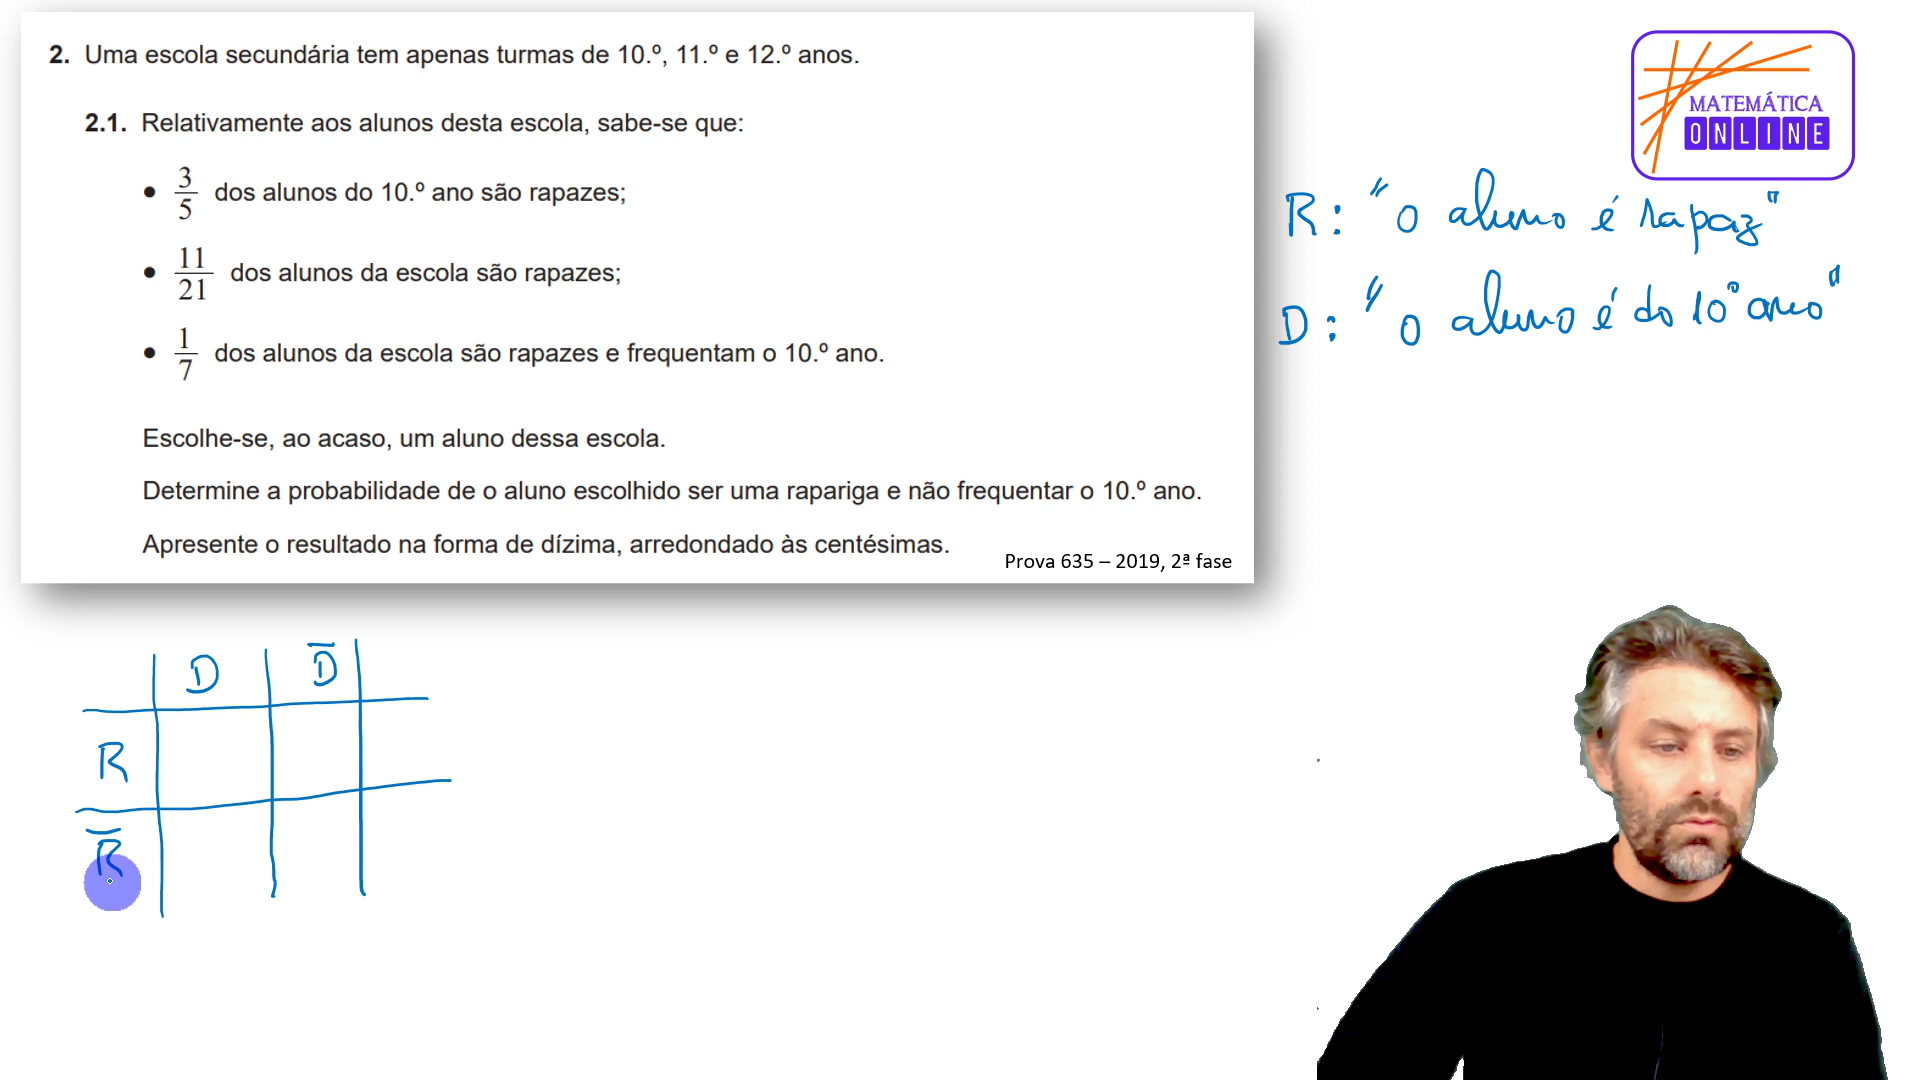 2. Uma escola secundária tem apenas turmas de 10.º, 11.º e 12.º anos.
2.1. Relativamente aos alunos desta escola, sabe-se que:
• 3/5 dos alunos do 10.º ano são rapazes;
• 11/21 dos alunos da escola são rapazes;
• 1/7 dos alunos da escola são rapazes e frequentam o 10.º ano.
Escolhe-se, ao acaso, um aluno dessa escola.
Determine a probabilidade de o aluno escolhido ser uma rapariga e não frequentar o 10.º ano.
Apresente o resultado na forma de dízima, arredondado às centésimas.
Prova 635 – 2019, 2ª fase
MATEMÁTICA
ONLINE
R: "o aluno é rapaz"
D: "o aluno é do 10º ano"
D D̅
R
R̅